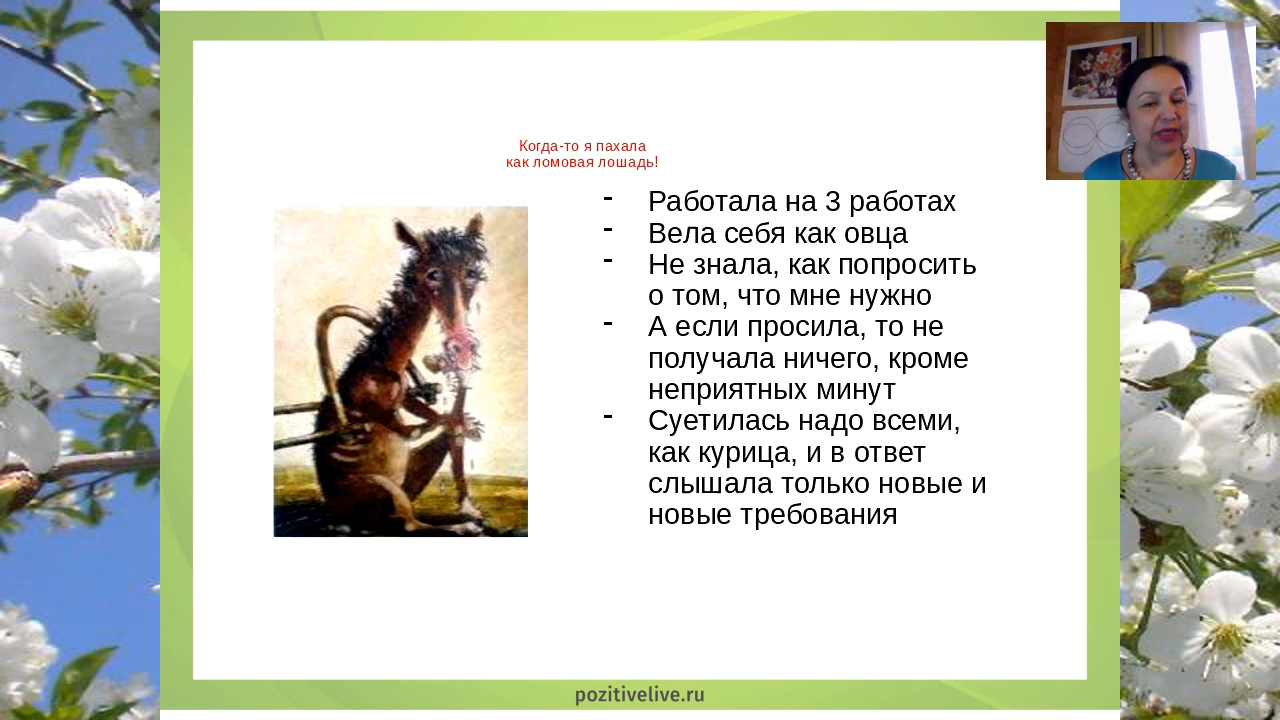 Когда-то я пахала
как ломовая лошадь!
- Работала на 3 работах
- Вела себя как овца
- Не знала, как попросить
о том, что мне нужно
- А если просила, то не
получала ничего, кроме
неприятных минут
- Суетилась надо всеми,
как курица, и в ответ
слышала только новые и
новые требования
pozitivelive.ru